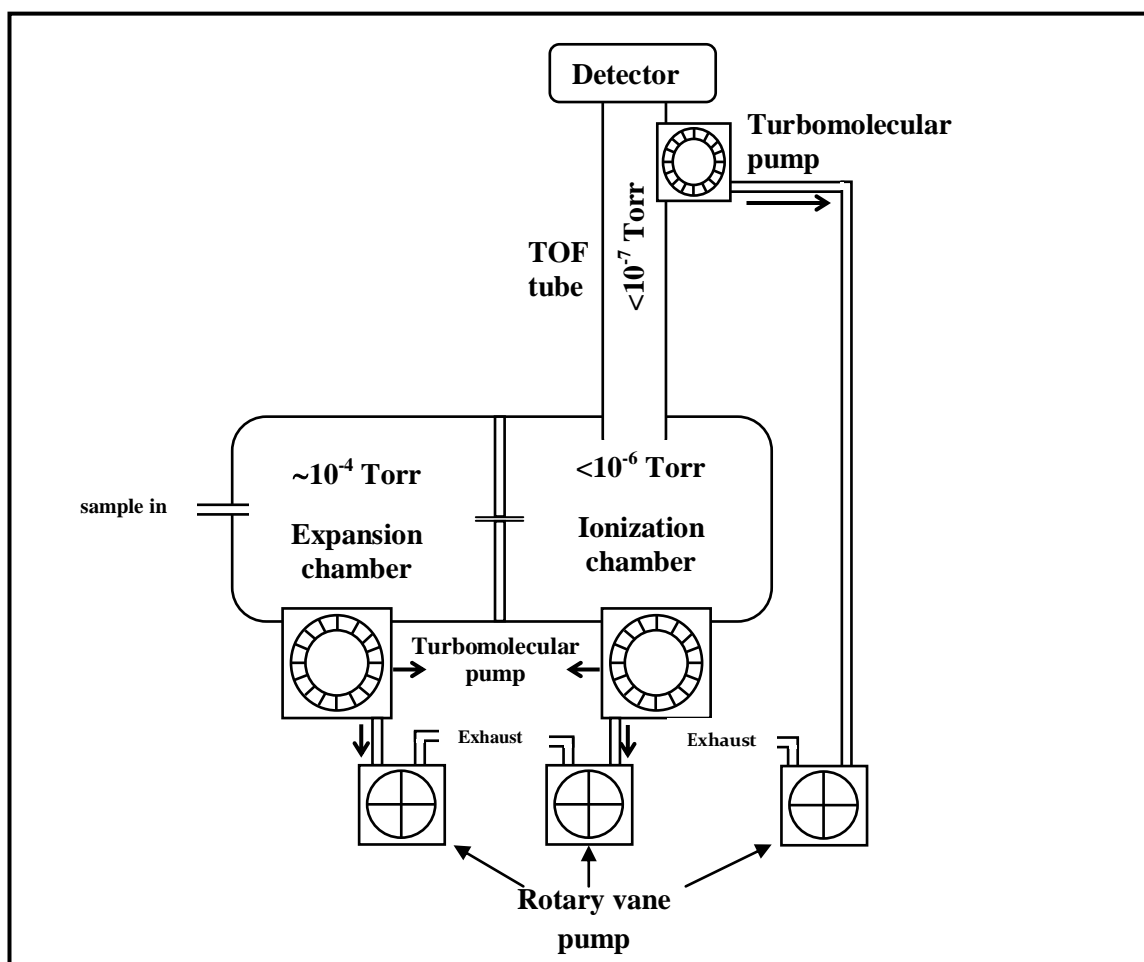 Detector
Turbomolecular
pump
<10⁻⁷ Torr
TOF
tube
~10⁻⁴ Torr
<10⁻⁶ Torr
sample in
Expansion
chamber
Ionization
chamber
Turbomolecular
pump
Exhaust
Exhaust
Rotary vane
pump